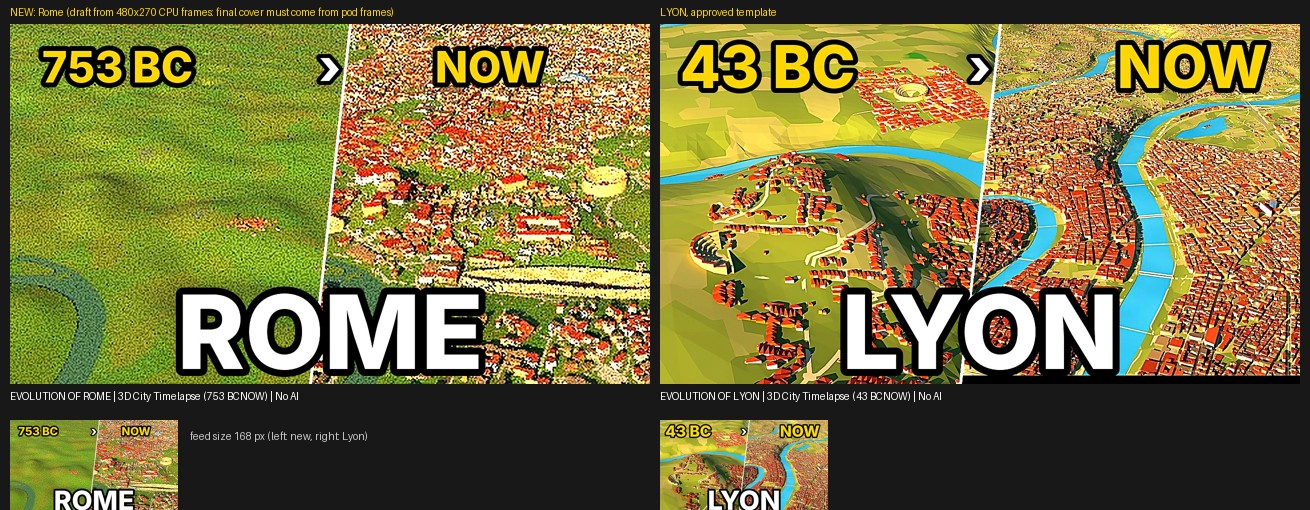 NEW: Rome (draft from 480x270 CPU frames: final cover must come from pod frames)
LYON, approved template
753 BC › NOW
43 BC › NOW
ROME
LYON
EVOLUTION OF ROME | 3D City Timelapse (753 BCNOW) | No AI
EVOLUTION OF LYON | 3D City Timelapse (43 BCNOW) | No AI
753 BC › NOW
feed size 168 px (left new, right Lyon)
43 BC › NOW
ROME
LYON